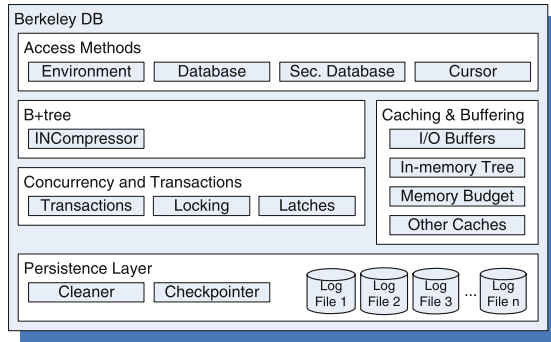 Berkeley DB
Access Methods
Environment
Database
Sec. Database
Cursor
B+tree
INCompressor
Caching & Buffering
I/O Buffers
In-memory Tree
Memory Budget
Other Caches
Concurrency and Transactions
Transactions
Locking
Latches
Persistence Layer
Cleaner
Checkpointer
Log
File 1
Log
File 2
Log
File 3
...
Log
File n